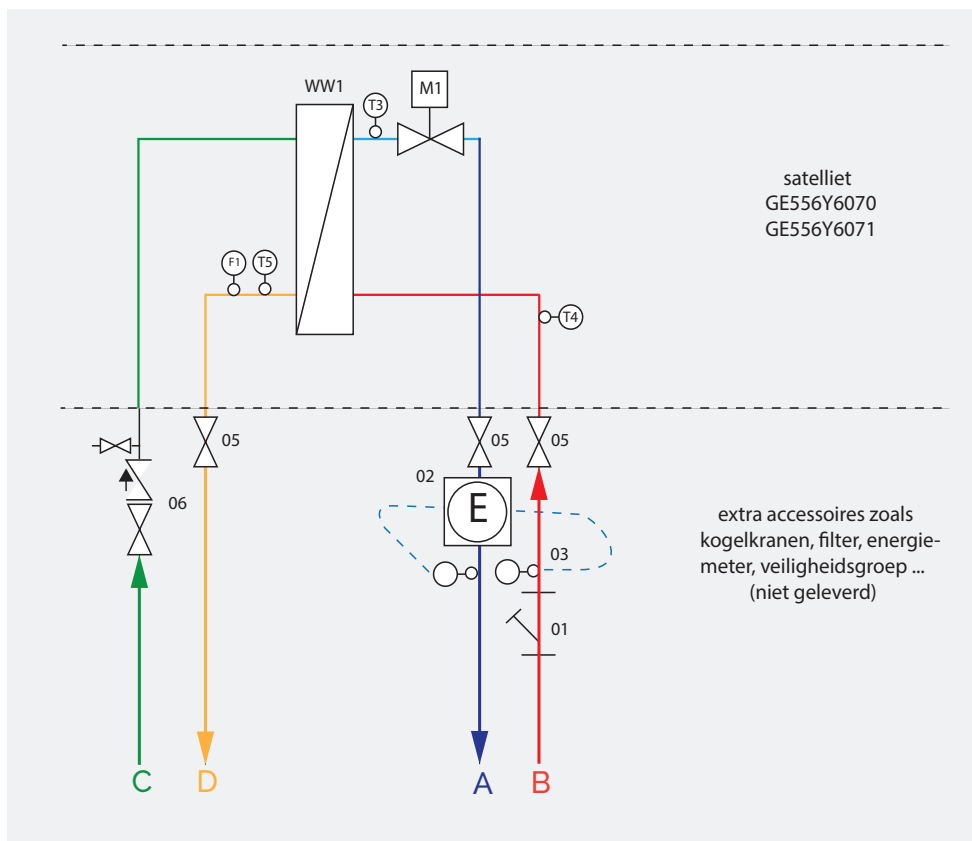 WW1
T3
M1
satelliet
GE556Y6070
GE556Y6071
F1
T5
T4
05
05
05
02
E
06
03
01
extra accessoires zoals
kogelkranen, filter, energie-
meter, veiligheidsgroep ...
(niet geleverd)
C
D
A
B